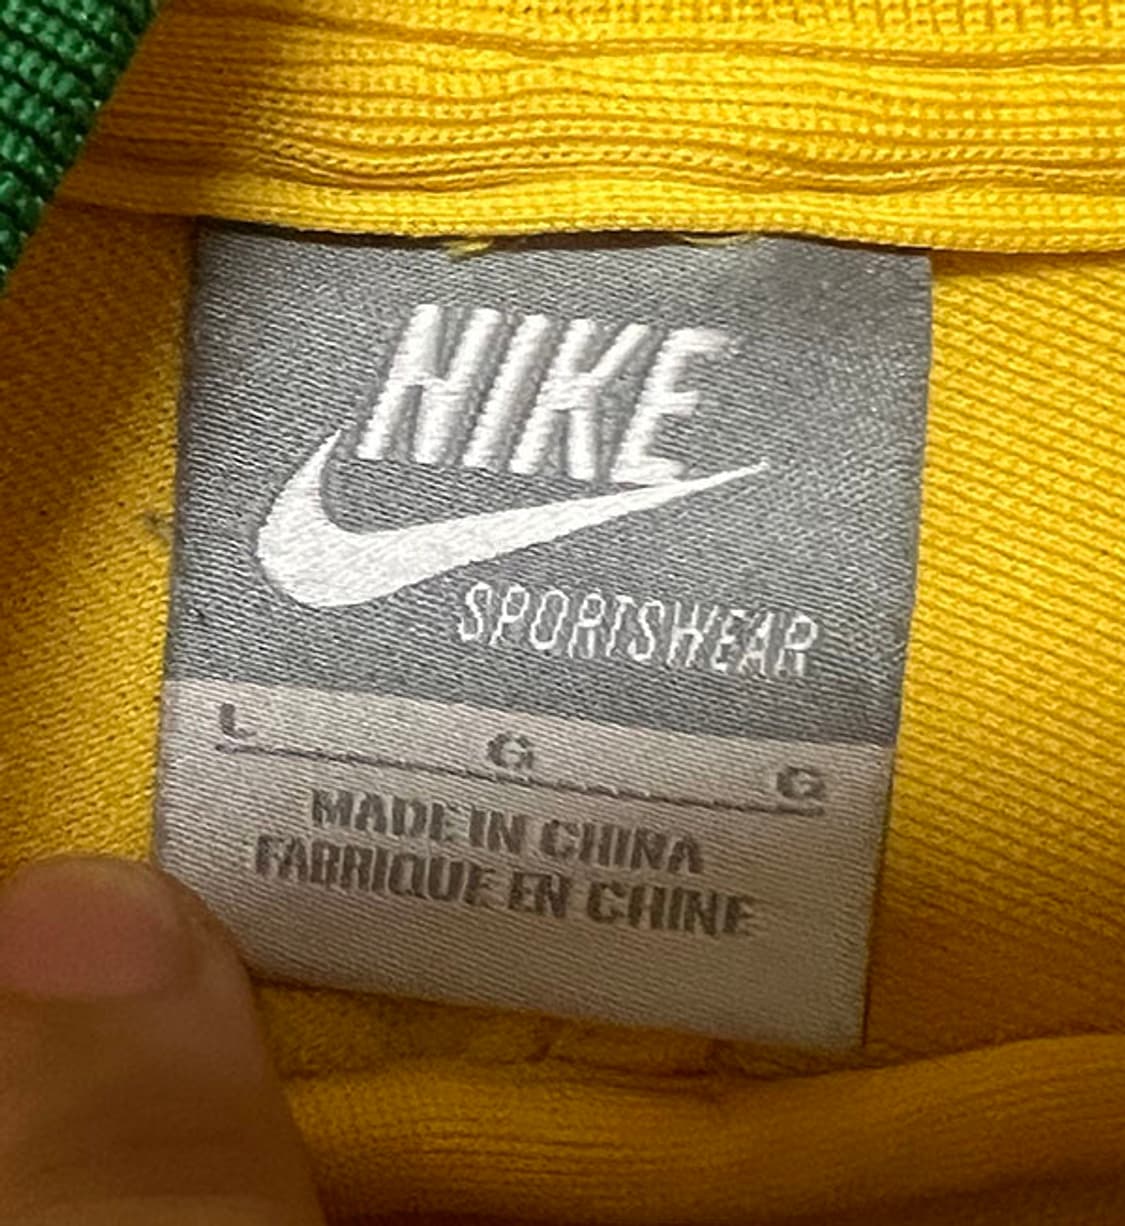 NIKE
SPORTSWEAR
L G G
MADE IN CHINA
FABRIQUE EN CHINE